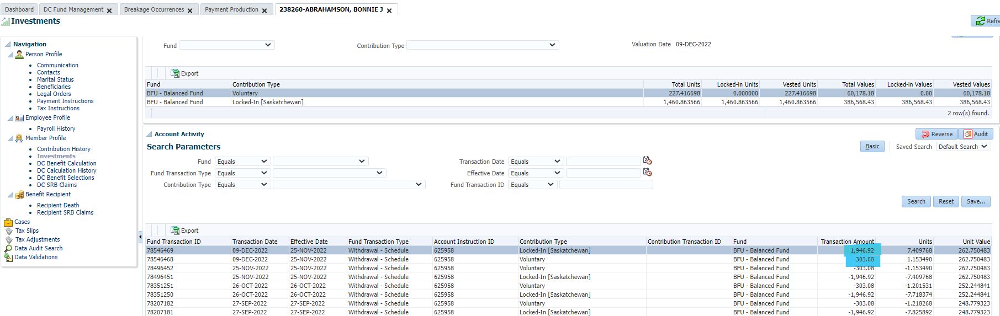 Dashboard DC Fund Management Breakage Occurrences Payment Production 238260-ABRAHAMSON, BONNIE J
Investments
Navigation
Person Profile
Communication
Contacts
Marital Status
Beneficiaries
Legal Orders
Payment Instructions
Tax Instructions
Employee Profile
Payroll History
Member Profile
Contribution History
Investments
DC Benefit Calculation
DC Calculation History
DC Benefit Selections
DC SRB Claims
Benefit Recipient
Recipient Death
Recipient SRB Claims
Cases
Tax Slips
Tax Adjustments
Data Audit Search
Data Validations
Refre
Fund Contribution Type Valuation Date 09-DEC-2022
Export
Fund Contribution Type Total Units Locked-in Units Vested Units Total Values Locked-in Values Vested Values
BFU - Balanced Fund Voluntary 227.416698 0.000000 227.416698 60,178.18 0.00 60,178.18
BFU - Balanced Fund Locked-In [Saskatchewan] 1,460.863566 1,460.863566 1,460.863566 386,568.43 386,568.43 386,568.43
2 row(s) found.
Account Activity Reverse Audit
Search Parameters Basic Saved Search Default Search
Fund Equals Transaction Date Equals
Fund Transaction Type Equals Effective Date Equals
Contribution Type Equals Fund Transaction ID Equals
Search Reset Save...
Export
Fund Transaction ID Transaction Date Effective Date Fund Transaction Type Account Instruction ID Contribution Type Contribution Transaction ID Fund Transaction Amount Units Unit Value
78546469 09-DEC-2022 25-NOV-2022 Withdrawal - Schedule 625958 Locked-In [Saskatchewan] BFU - Balanced Fund 1,946.92 7.409768 262.750483
78546468 09-DEC-2022 25-NOV-2022 Withdrawal - Schedule 625958 Voluntary BFU - Balanced Fund 303.08 1.153490 262.750483
78496452 25-NOV-2022 25-NOV-2022 Withdrawal - Schedule 625958 Voluntary BFU - Balanced Fund -303.08 -1.153490 262.750483
78496451 25-NOV-2022 25-NOV-2022 Withdrawal - Schedule 625958 Locked-In [Saskatchewan] BFU - Balanced Fund -1,946.92 -7.409768 262.750483
78351251 26-OCT-2022 26-OCT-2022 Withdrawal - Schedule 625958 Voluntary BFU - Balanced Fund -303.08 -1.201531 252.244841
78351250 26-OCT-2022 26-OCT-2022 Withdrawal - Schedule 625958 Locked-In [Saskatchewan] BFU - Balanced Fund -1,946.92 -7.718374 252.244841
78207182 27-SEP-2022 27-SEP-2022 Withdrawal - Schedule 625958 Voluntary BFU - Balanced Fund -303.08 -1.218268 248.779323
78207181 27-SEP-2022 27-SEP-2022 Withdrawal - Schedule 625958 Locked-In [Saskatchewan] BFU - Balanced Fund -1,946.92 -7.825892 248.779323